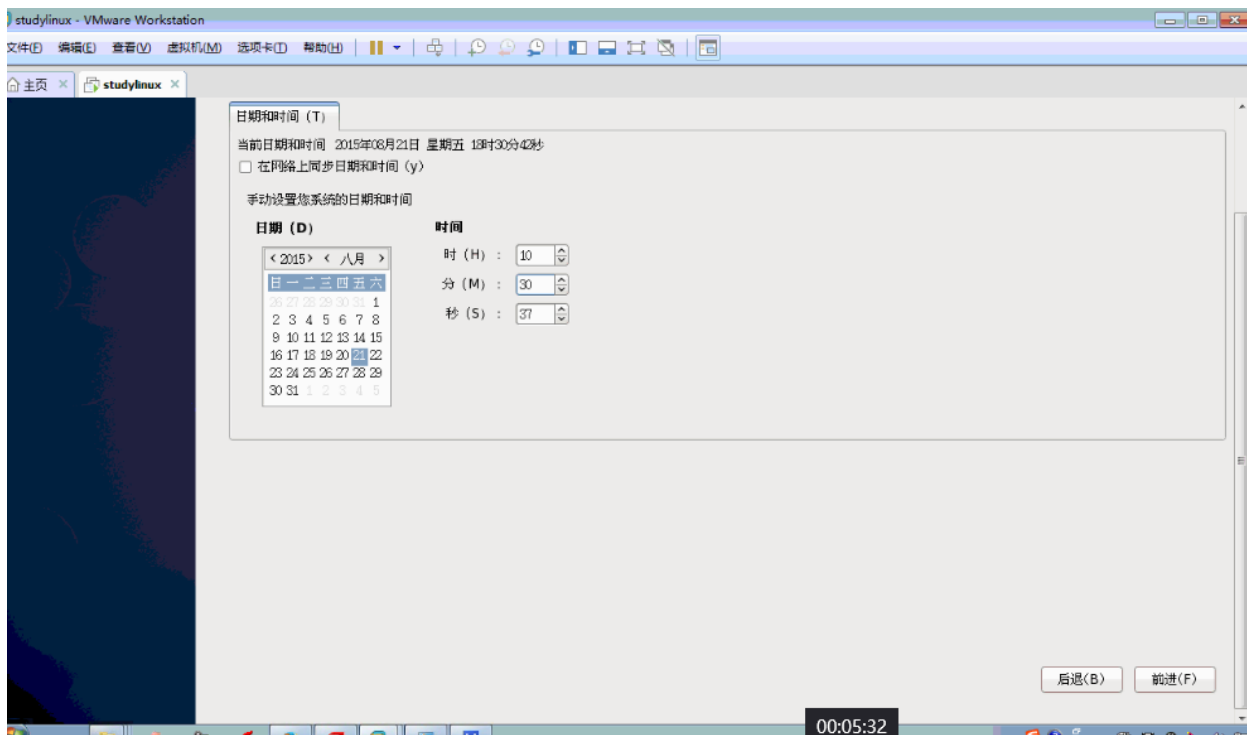 studylinux - VMware Workstation
文件(F) 编辑(E) 查看(V) 虚拟机(M) 选项卡(T) 帮助(H)
主页 studylinux
日期和时间 (T)
当前日期和时间 2015年08月21日 星期五 18时30分42秒
在网络上同步日期和时间 (y)
手动设置您系统的日期和时间
日期 (D) 时间
2015 八月
时 (H) : 10
日 一 二 三 四 五 六
分 (M) : 30
26 27 28 29 30 31 1
2 3 4 5 6 7 8
秒 (S) : 37
9 10 11 12 13 14 15
16 17 18 19 20 21 22
23 24 25 26 27 28 29
30 31 1 2 3 4 5
后退(B) 前进(F)
00:05:32